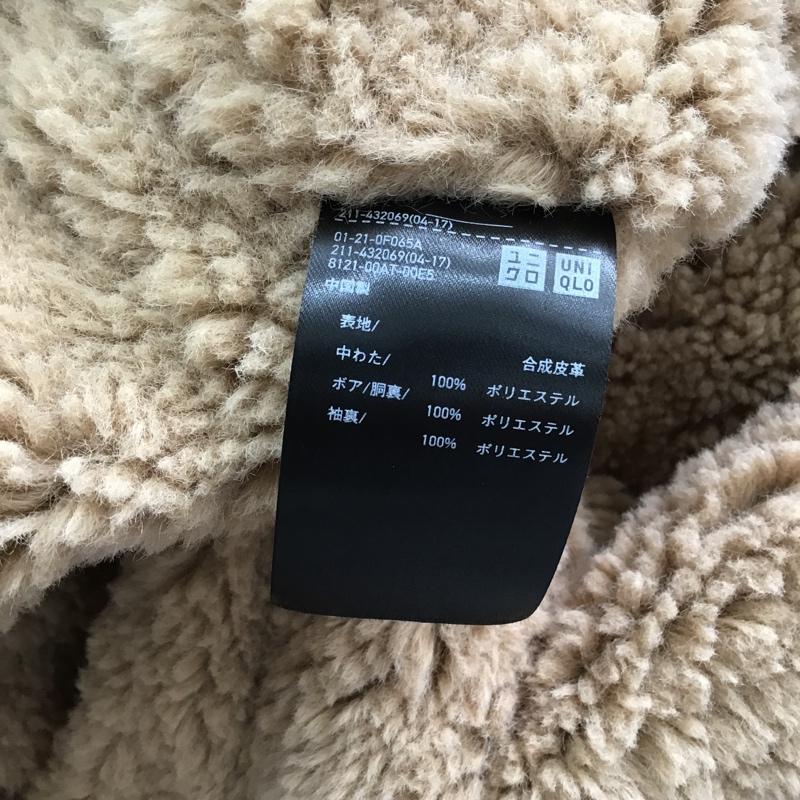 211-432069(04-17)
01-21-0F065A
211-432069(04-17)
8121-00AT-00E5
中国製
ユニ
クロ
UNI
QLO
表地/ 合成皮革
中わた/ 100% ポリエステル
ボア/胴裏/ 100% ポリエステル
袖裏/ 100% ポリエステル